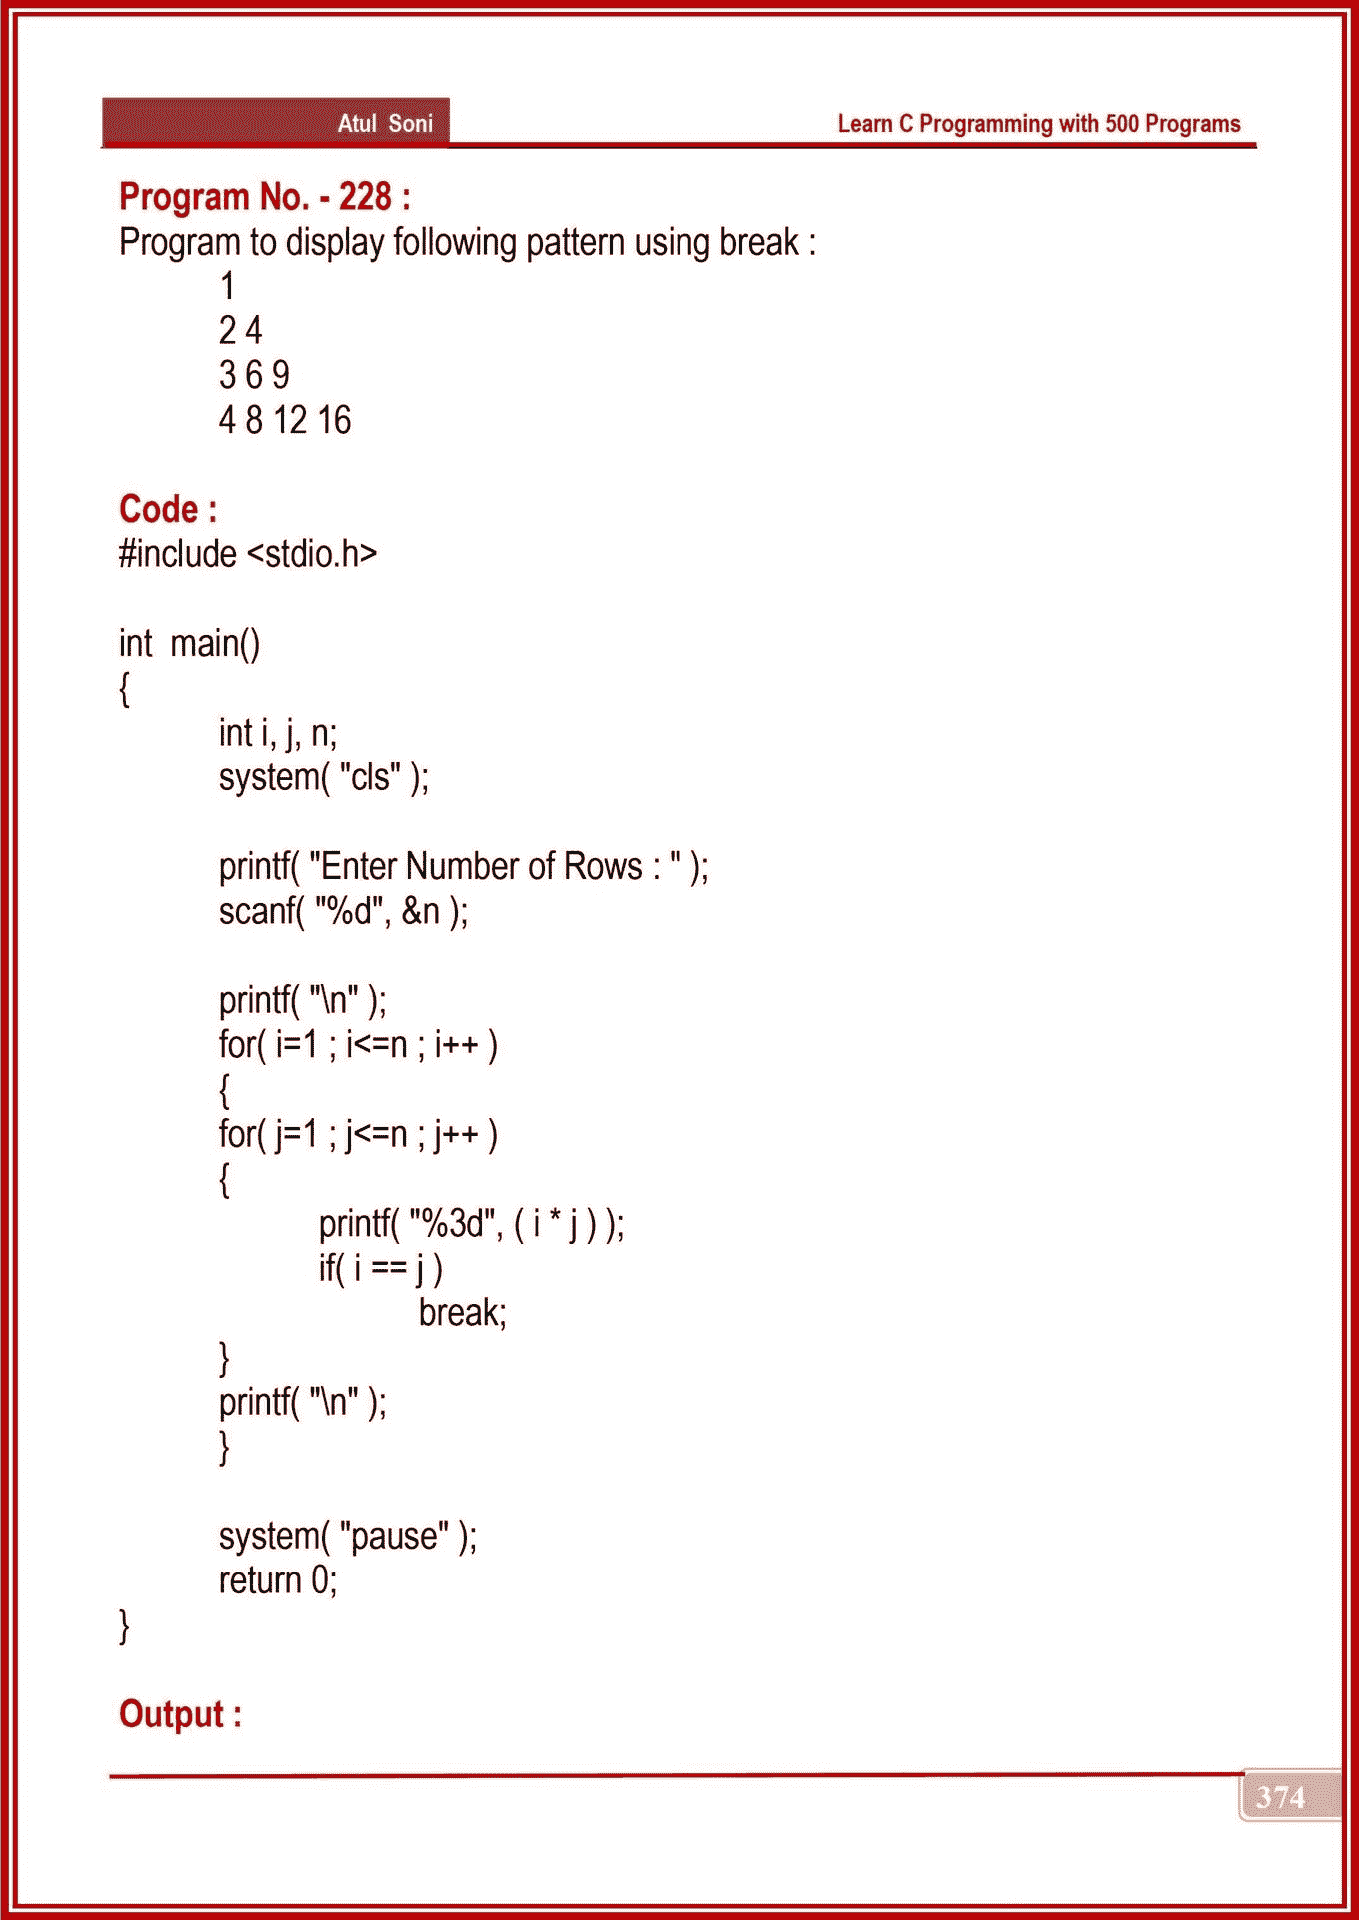 Atul  Soni
Learn C Programming with 500 Programs
Program No. - 228 :
Program to display following pattern using break :
1
2 4
3 6 9
4 8 12 16
Code :
#include <stdio.h>
int  main()
{
int i, j, n;
system( "cls" );
printf( "Enter Number of Rows : " );
scanf( "%d", &n );
printf( "\n" );
for( i=1 ; i<=n ; i++ )
{
for( j=1 ; j<=n ; j++ )
{
printf( "%3d", ( i * j ) );
if( i == j )
break;
}
printf( "\n" );
}
system( "pause" );
return 0;
}
Output :
374